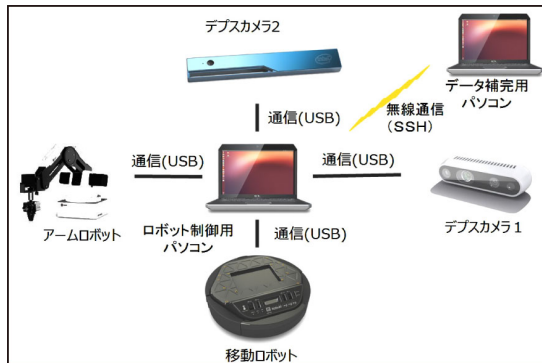 デプスカメラ2
データ補完用
パソコン
無線通信
(SSH)
通信(USB)
通信(USB)
通信(USB)
アームロボット
ロボット制御用
パソコン
デプスカメラ1
通信(USB)
移動ロボット